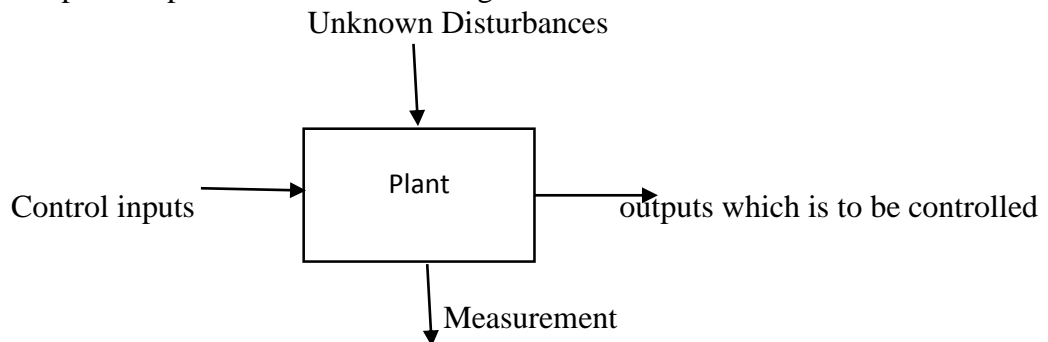 Unknown Disturbances
Plant
Control inputs
outputs which is to be controlled
Measurement